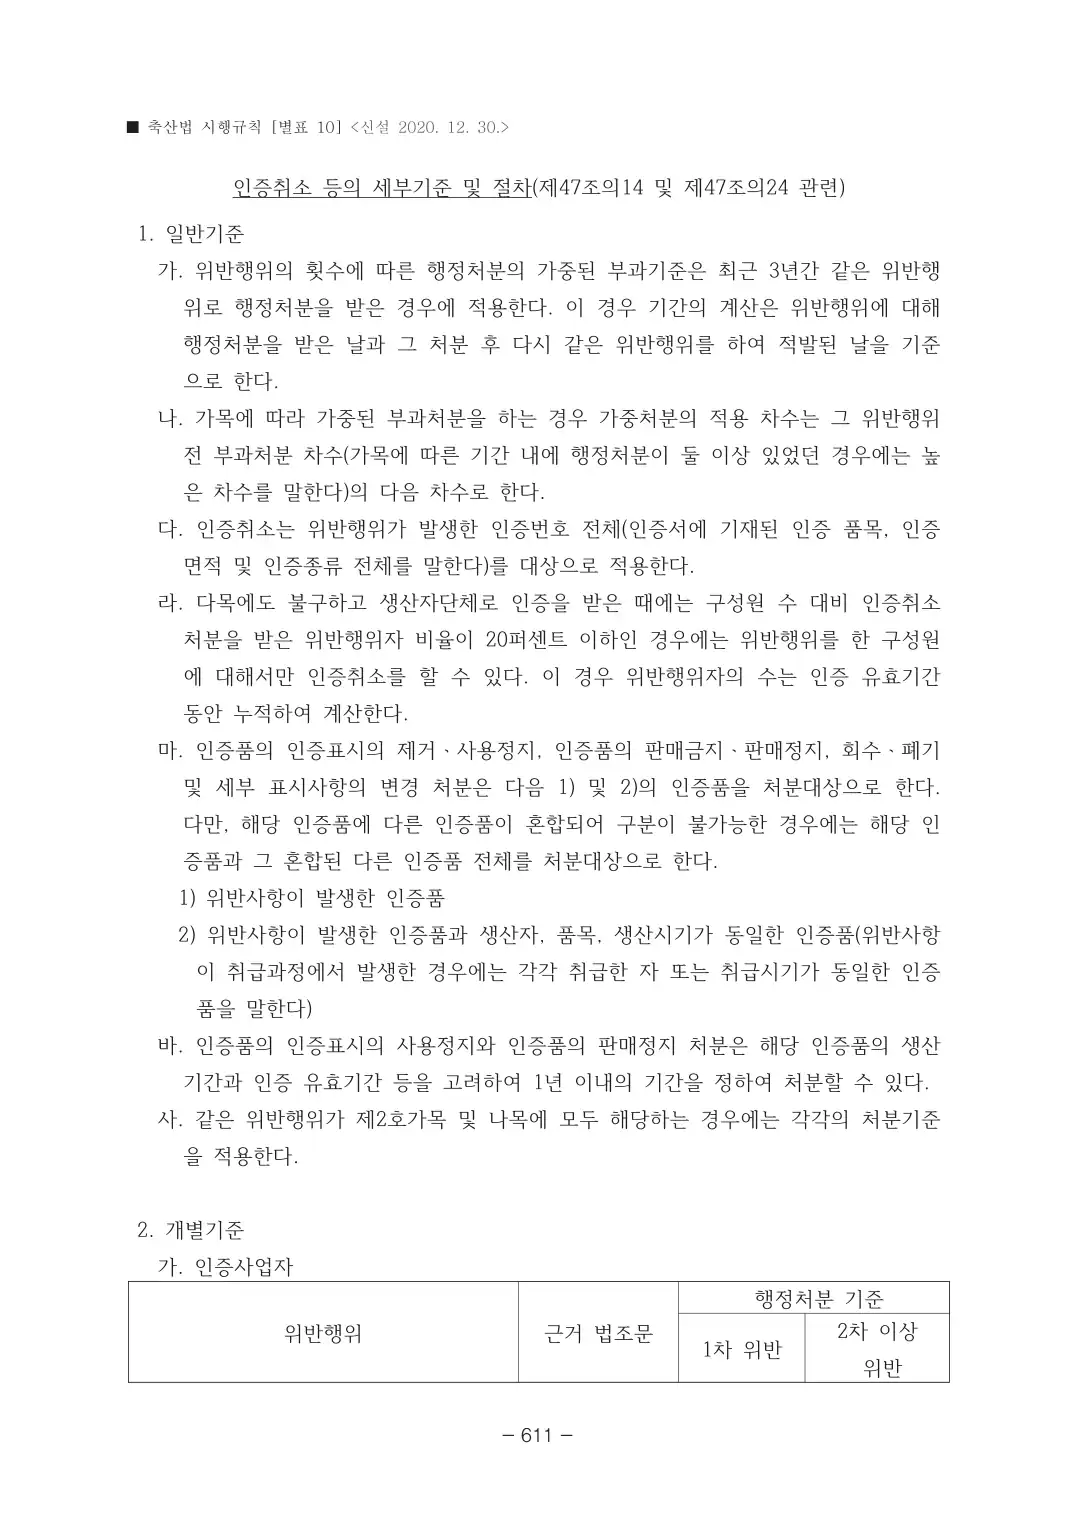 ■ 축산법 시행규칙 [별표 10] <신설 2020. 12. 30.>
인증취소 등의 세부기준 및 절차(제47조의14 및 제47조의24 관련)
1. 일반기준
가. 위반행위의 횟수에 따른 행정처분의 가중된 부과기준은 최근 3년간 같은 위반행
위로 행정처분을 받은 경우에 적용한다. 이 경우 기간의 계산은 위반행위에 대해
행정처분을 받은 날과 그 처분 후 다시 같은 위반행위를 하여 적발된 날을 기준
으로 한다.
나. 가목에 따라 가중된 부과처분을 하는 경우 가중처분의 적용 차수는 그 위반행위
전 부과처분 차수(가목에 따른 기간 내에 행정처분이 둘 이상 있었던 경우에는 높
은 차수를 말한다)의 다음 차수로 한다.
다. 인증취소는 위반행위가 발생한 인증번호 전체(인증서에 기재된 인증 품목, 인증
면적 및 인증종류 전체를 말한다)를 대상으로 적용한다.
라. 다목에도 불구하고 생산자단체로 인증을 받은 때에는 구성원 수 대비 인증취소
처분을 받은 위반행위자 비율이 20퍼센트 이하인 경우에는 위반행위를 한 구성원
에 대해서만 인증취소를 할 수 있다. 이 경우 위반행위자의 수는 인증 유효기간
동안 누적하여 계산한다.
마. 인증품의 인증표시의 제거ㆍ사용정지, 인증품의 판매금지ㆍ판매정지, 회수ㆍ폐기
및 세부 표시사항의 변경 처분은 다음 1) 및 2)의 인증품을 처분대상으로 한다.
다만, 해당 인증품에 다른 인증품이 혼합되어 구분이 불가능한 경우에는 해당 인
증품과 그 혼합된 다른 인증품 전체를 처분대상으로 한다.
1) 위반사항이 발생한 인증품
2) 위반사항이 발생한 인증품과 생산자, 품목, 생산시기가 동일한 인증품(위반사항
이 취급과정에서 발생한 경우에는 각각 취급한 자 또는 취급시기가 동일한 인증
품을 말한다)
바. 인증품의 인증표시의 사용정지와 인증품의 판매정지 처분은 해당 인증품의 생산
기간과 인증 유효기간 등을 고려하여 1년 이내의 기간을 정하여 처분할 수 있다.
사. 같은 위반행위가 제2호가목 및 나목에 모두 해당하는 경우에는 각각의 처분기준
을 적용한다.
2. 개별기준
가. 인증사업자
위반행위
근거 법조문
행정처분 기준
1차 위반
2차 이상
위반
- 611 -